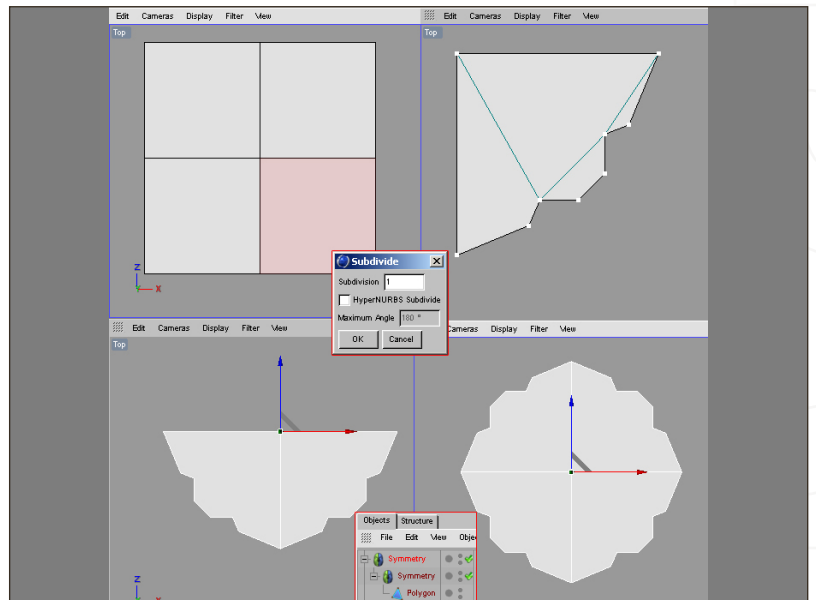 Edit Cameras Display Filter View
Edit Cameras Display Filter View
Top
Top
Z
X
Subdivide
Subdivision 1
HyperNURBS Subdivide
Maximum Angle 180 °
OK Cancel
Edit Cameras Display Filter View
Cameras Display Filter View
Top
Objects Structure
File Edit View Obje
Symmetry
Symmetry
Polygon
Z
X